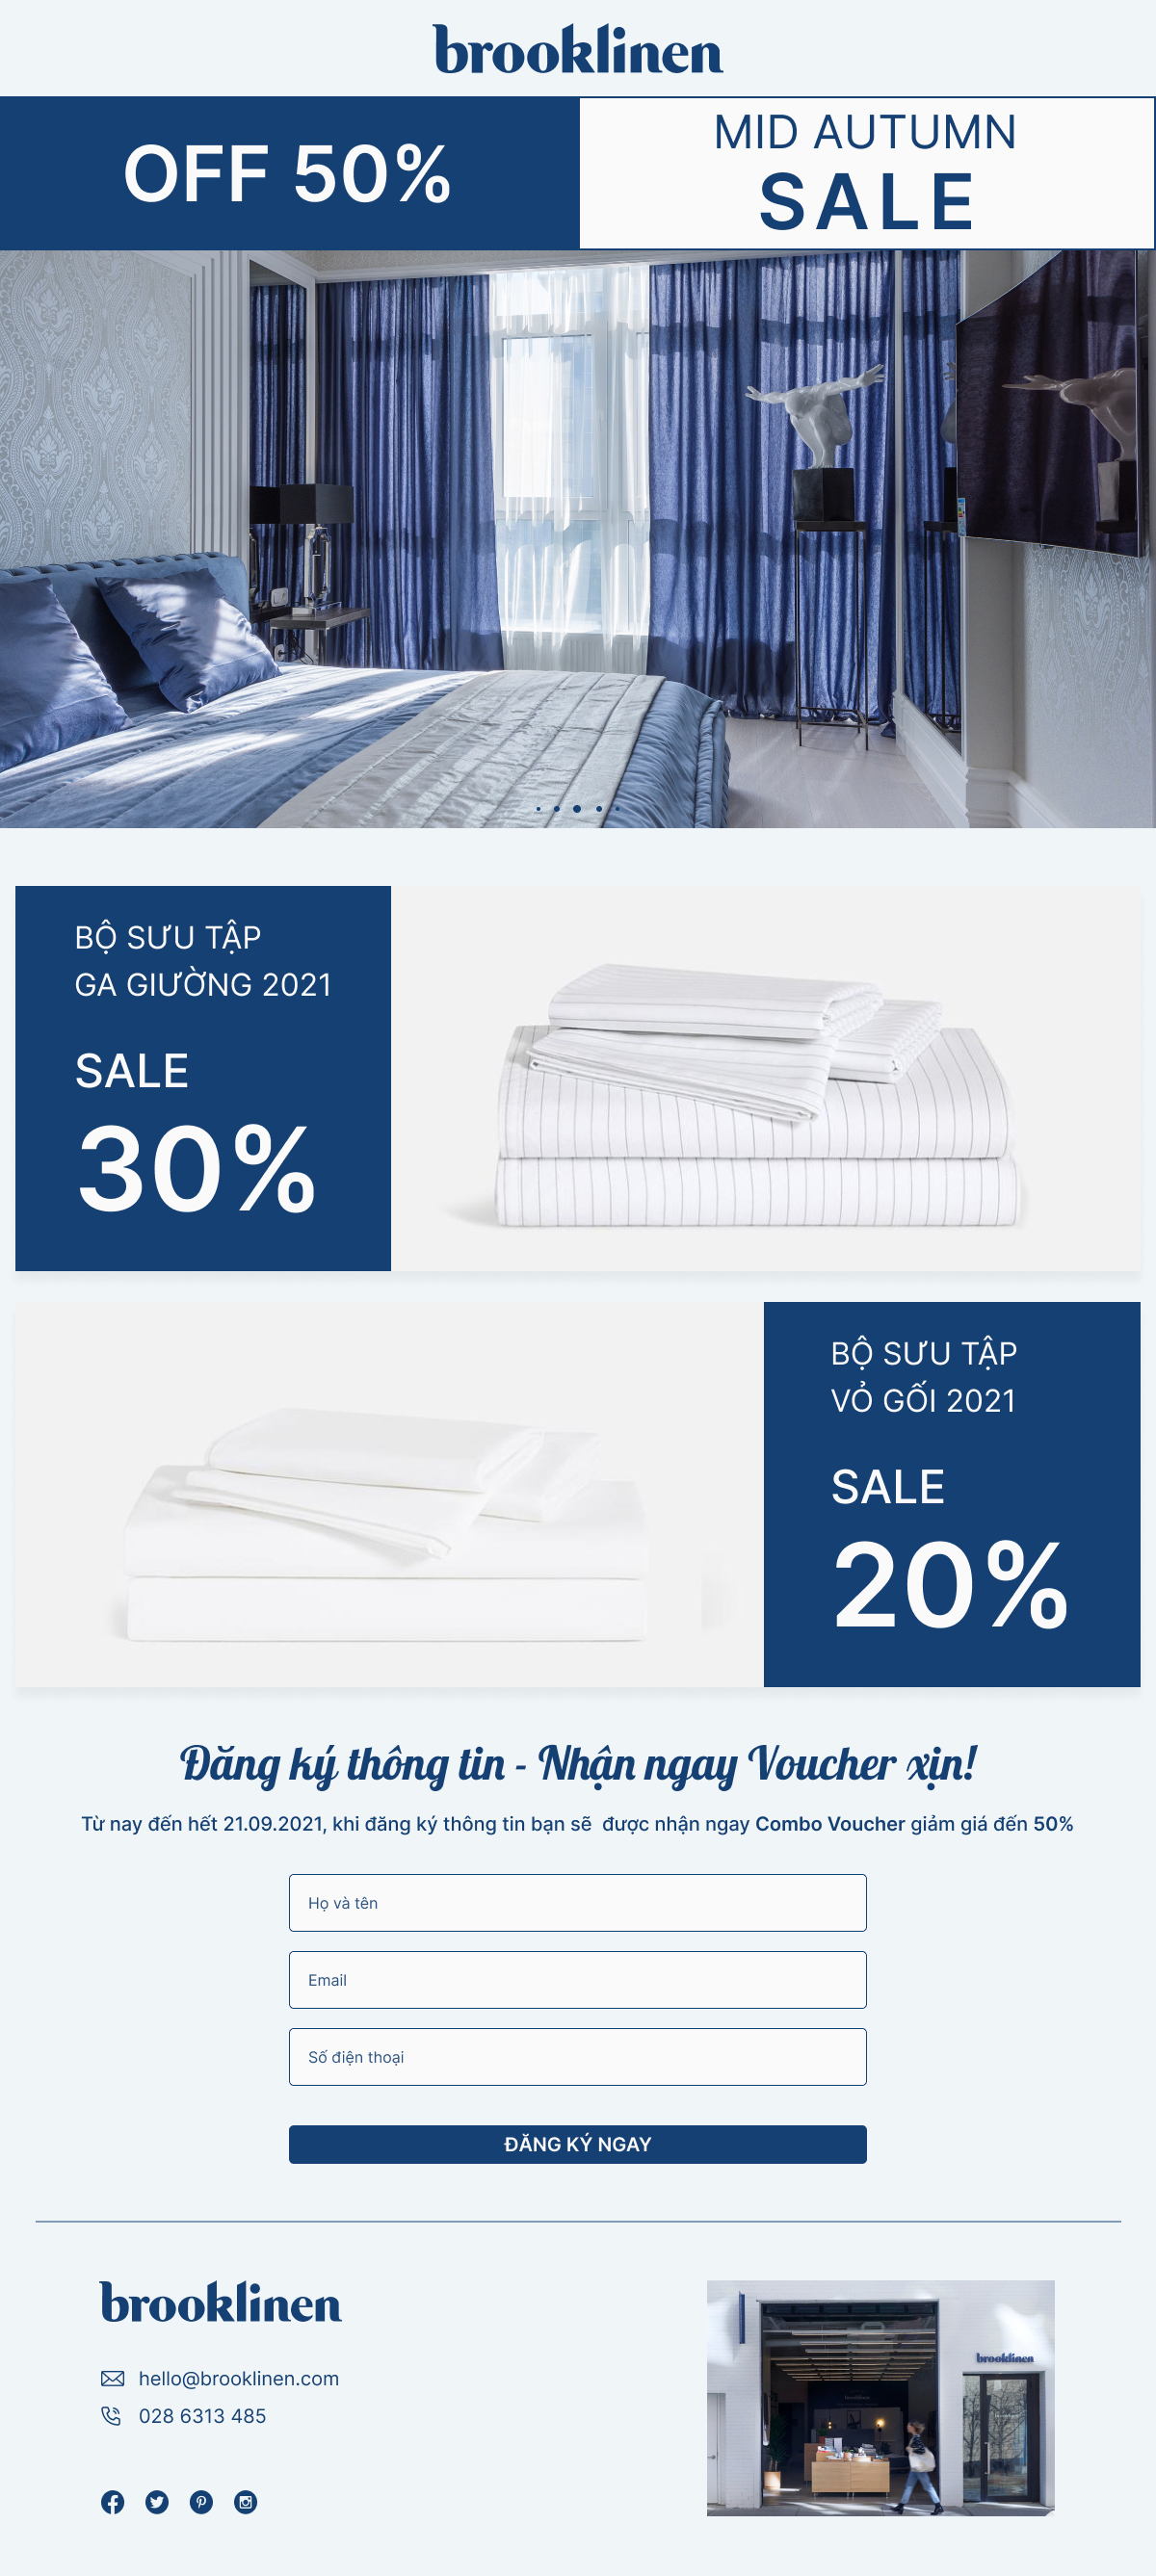 brooklinen
OFF 50%
MID AUTUMN
SALE
BỘ SƯU TẬP
GA GIƯỜNG 2021
SALE
30%
BỘ SƯU TẬP
VỎ GỐI 2021
SALE
20%
Đăng ký thông tin - Nhận ngay Voucher xịn!
Từ nay đến hết 21.09.2021, khi đăng ký thông tin bạn sẽ  được nhận ngay Combo Voucher giảm giá đến 50%
Họ và tên
Email
Số điện thoại
ĐĂNG KÝ NGAY
brooklinen
hello@brooklinen.com
028 6313 485
brooklinen
brooklinen